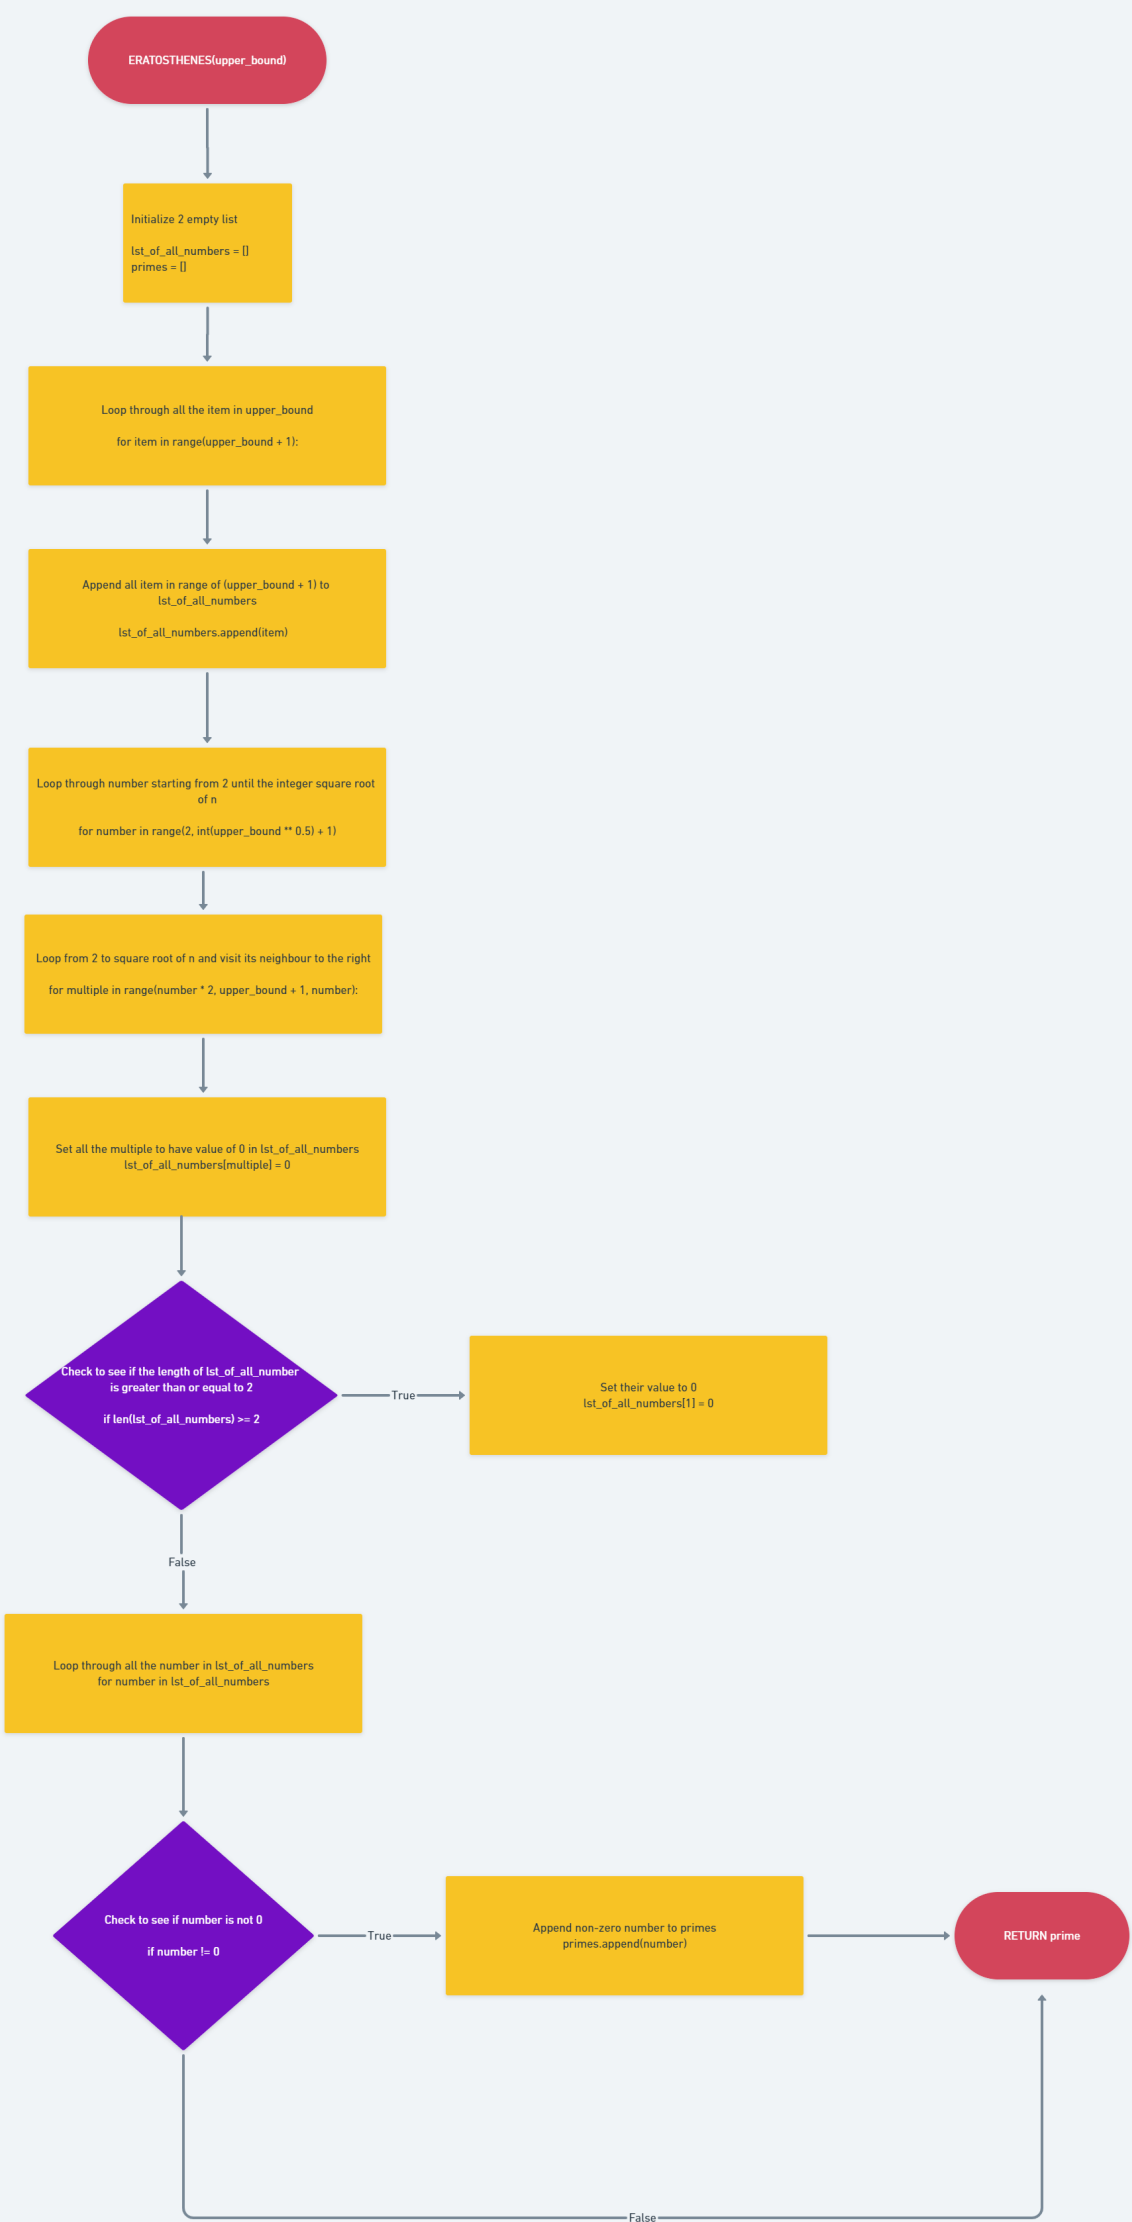 ERATOSTHENES(upper_bound)
Initialize 2 empty list
lst_of_all_numbers = []
primes = []
Loop through all the item in upper_bound
for item in range(upper_bound + 1):
Append all item in range of (upper_bound + 1) to
lst_of_all_numbers
lst_of_all_numbers.append(item)
Loop through number starting from 2 until the integer square root
of n
for number in range(2, int(upper_bound ** 0.5) + 1)
Loop from 2 to square root of n and visit its neighbour to the right
for multiple in range(number * 2, upper_bound + 1, number):
Set all the multiple to have value of 0 in lst_of_all_numbers
lst_of_all_numbers[multiple] = 0
Check to see if the length of lst_of_all_number
is greater than or equal to 2
if len(lst_of_all_numbers) >= 2
True
Set their value to 0
lst_of_all_numbers[1] = 0
False
Loop through all the number in lst_of_all_numbers
for number in lst_of_all_numbers
Check to see if number is not 0
if number != 0
True
Append non-zero number to primes
primes.append(number)
RETURN prime
False